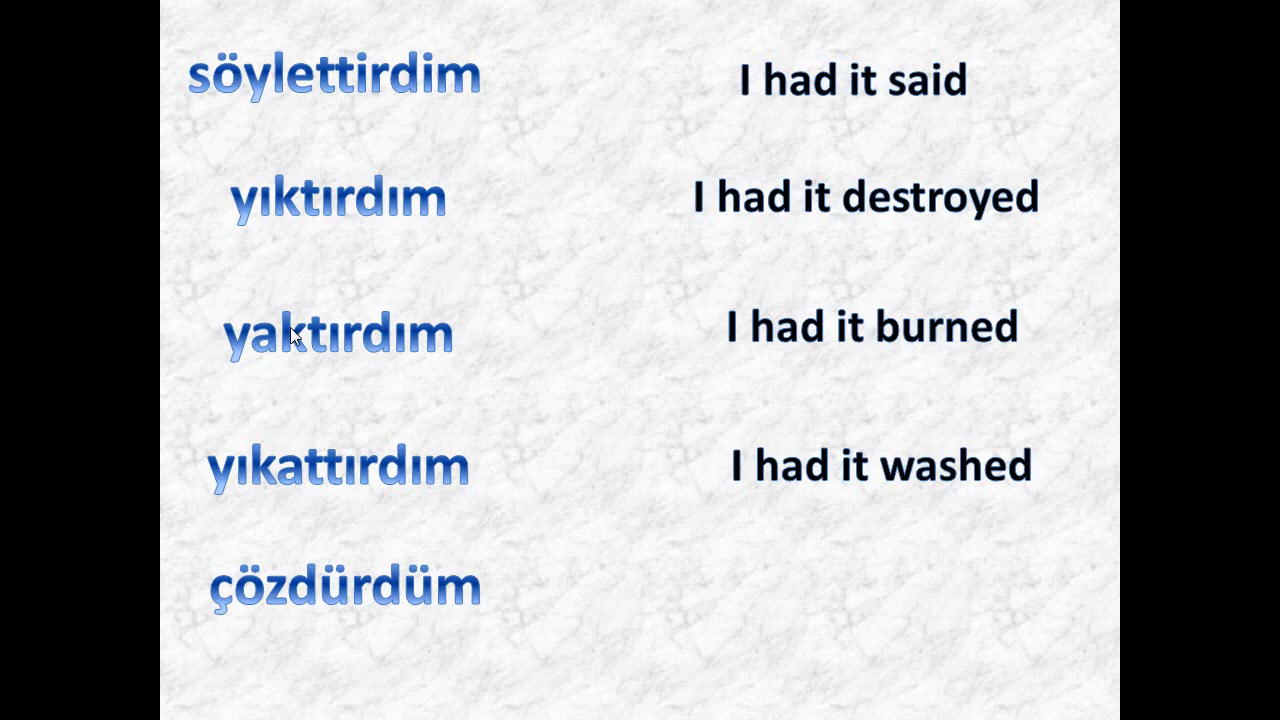 söylettirdim I had it said
yıktırdım I had it destroyed
yaktırdım I had it burned
yıkattırdım I had it washed
çözdürdüm